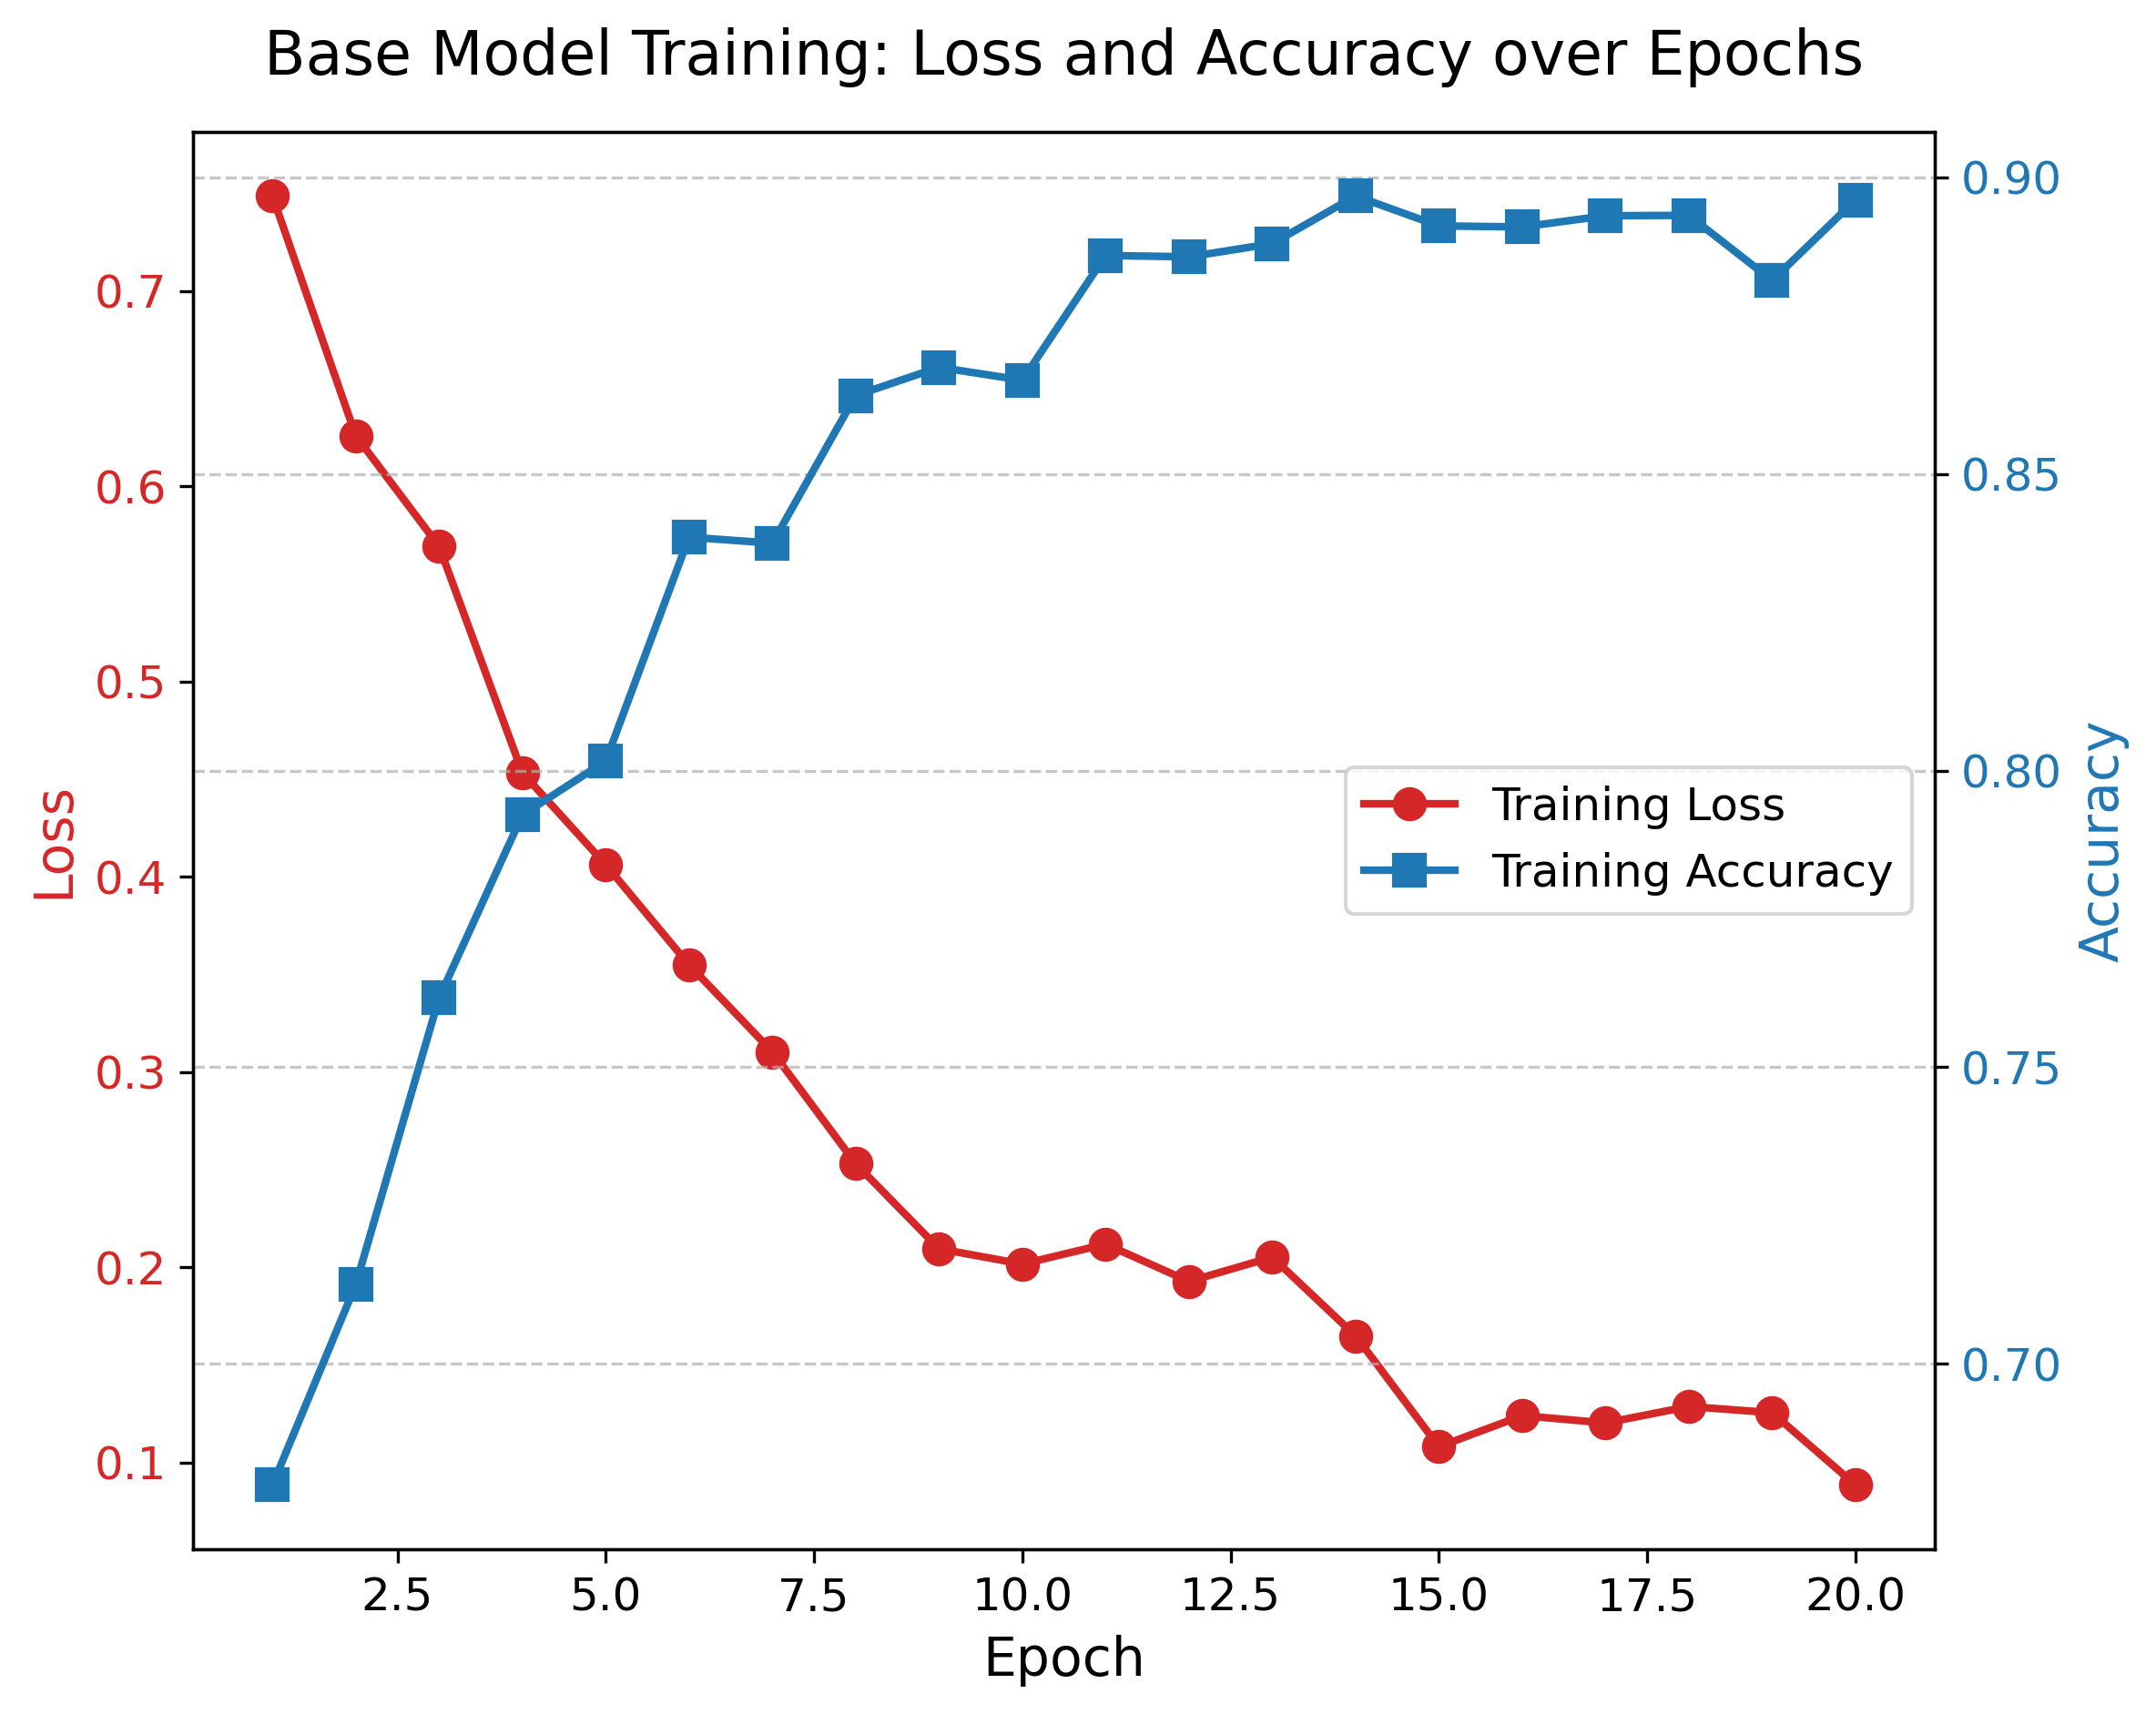 Base Model Training: Loss and Accuracy over Epochs
0.7
0.6
0.5
0.4
0.3
0.2
0.1
Loss
0.90
0.85
0.80
0.75
0.70
Accuracy
Training Loss
Training Accuracy
2.5 5.0 7.5 10.0 12.5 15.0 17.5 20.0
Epoch